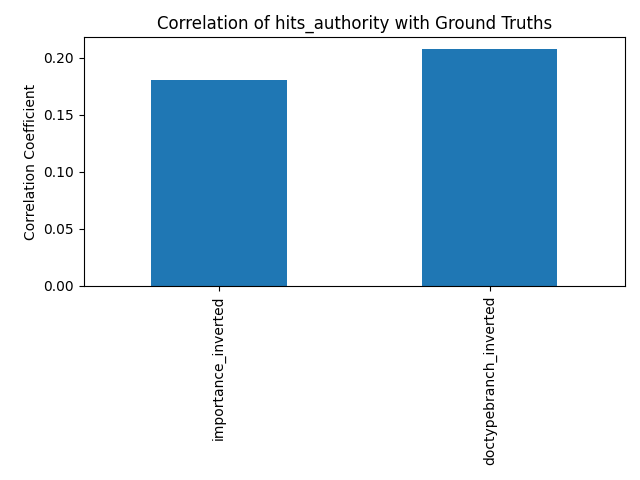 Correlation of hits_authority with Ground Truths
Correlation Coefficient
0.20
0.15
0.10
0.05
0.00
importance_inverted
doctypebranch_inverted